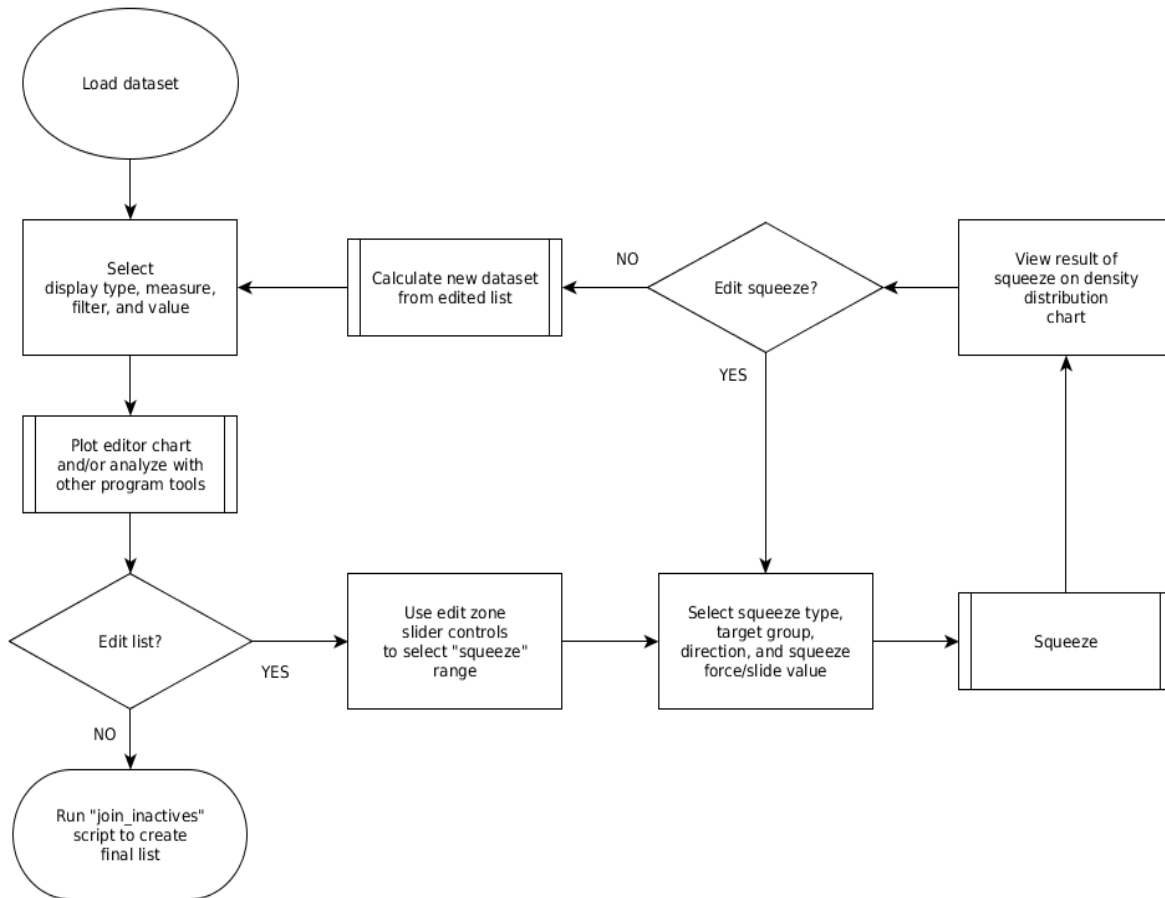 Load dataset
Select
display type, measure,
filter, and value
Calculate new dataset
from edited list
NO
Edit squeeze?
YES
View result of
squeeze on density
distribution
chart
Plot editor chart
and/or analyze with
other program tools
Edit list?
YES
NO
Use edit zone
slider controls
to select "squeeze"
range
Select squeeze type,
target group,
direction, and squeeze
force/slide value
Squeeze
Run "join_inactives"
script to create
final list